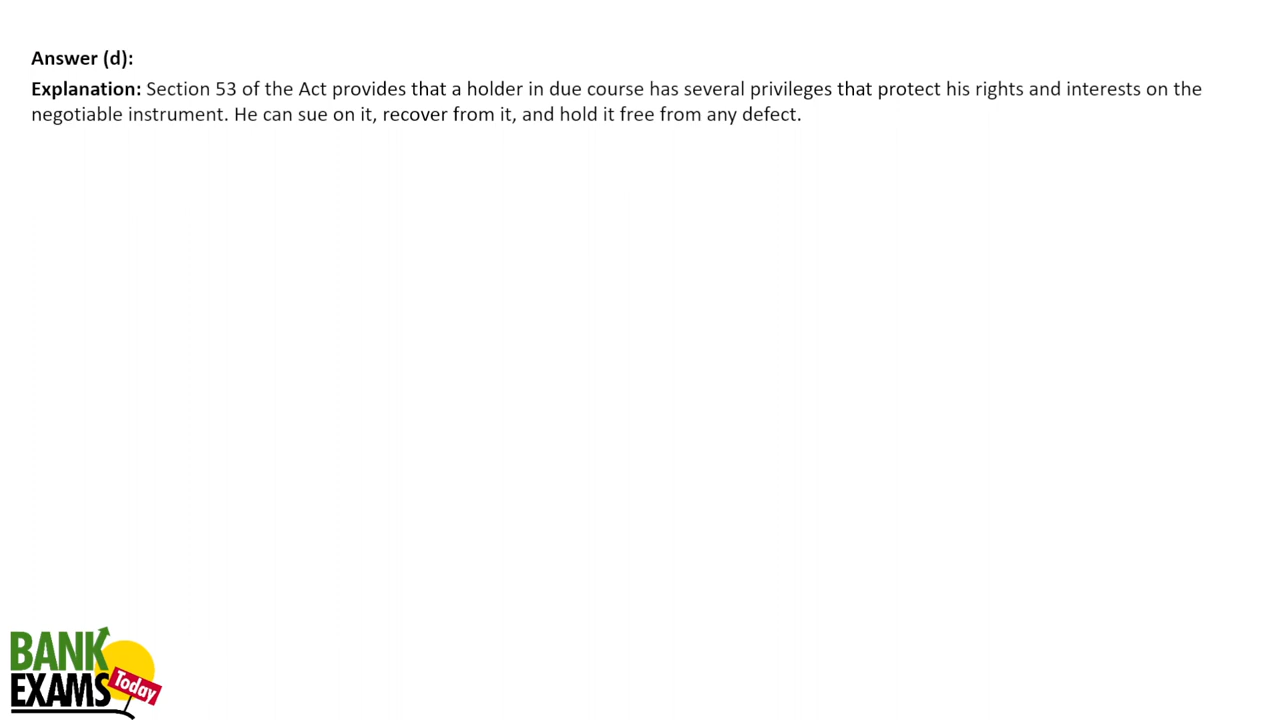 Answer (d):
Explanation: Section 53 of the Act provides that a holder in due course has several privileges that protect his rights and interests on the
negotiable instrument. He can sue on it, recover from it, and hold it free from any defect.
BANK
EXAMS
Today